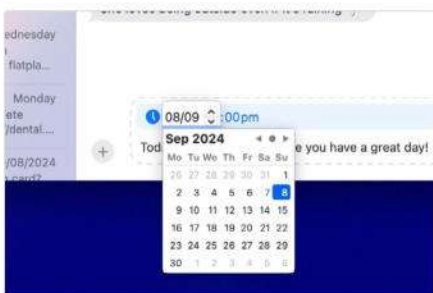 loves being outside even if it's raining
ednesday
flatpla...
Monday
ete
/dental....
/08/2024
card?
08/09 :00pm
Sep 2024
Tod e you have a great day!
Mo Tu We Th Fr Sa Su
26 27 28 29 30 31 1
2 3 4 5 6 7 8
9 10 11 12 13 14 15
16 17 18 19 20 21 22
23 24 25 26 27 28 29
30 1 2 3 4 5 6